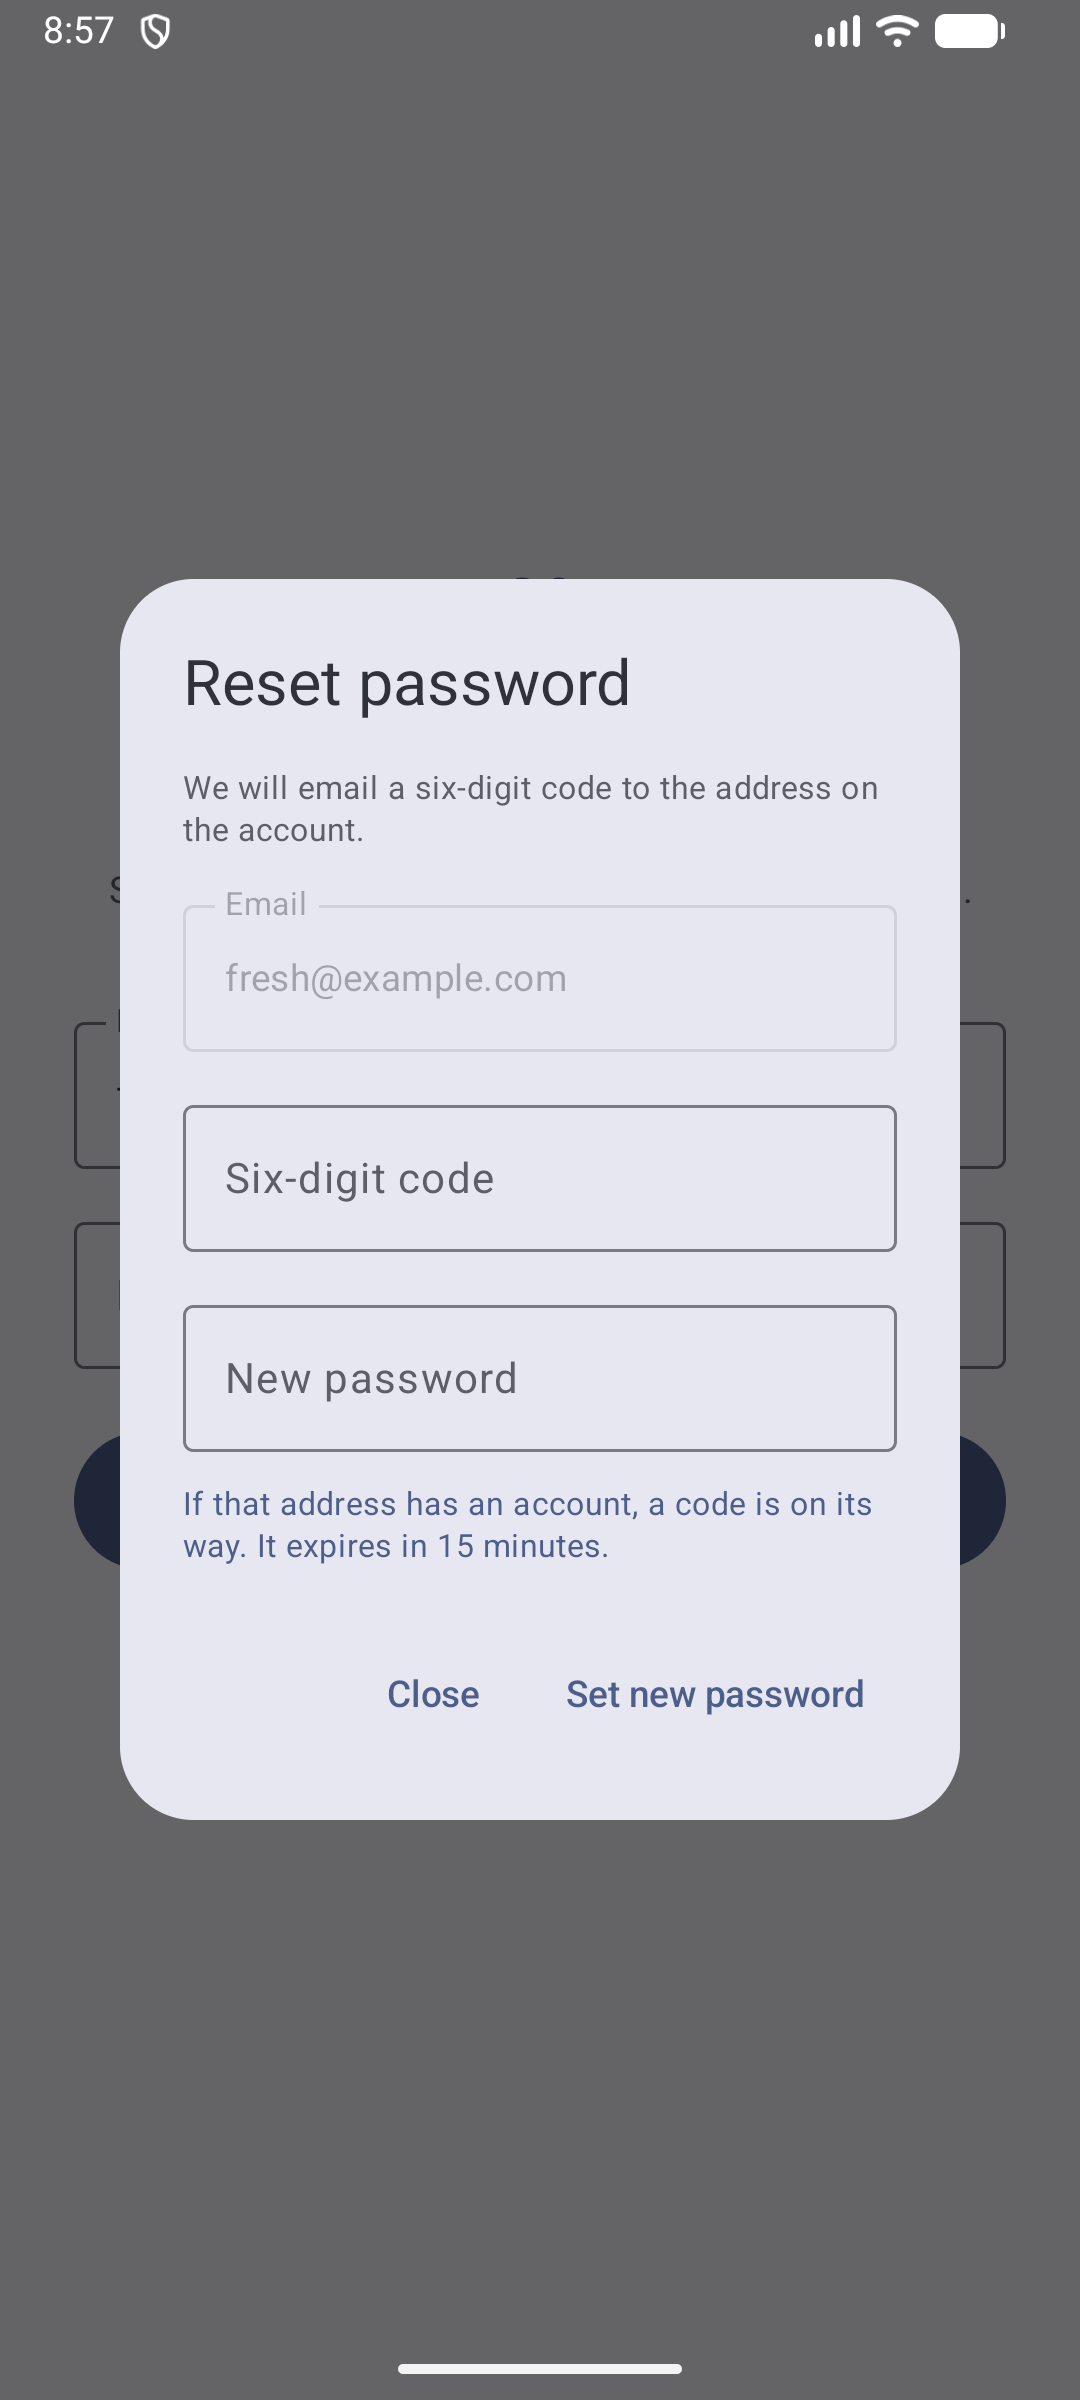 8:57
Reset password
We will email a six-digit code to the address on
the account.
Email
fresh@example.com
Six-digit code
New password
If that address has an account, a code is on its
way. It expires in 15 minutes.
Close
Set new password